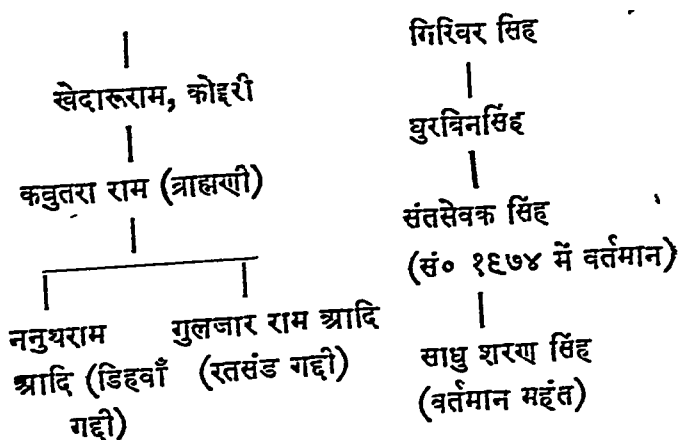 खेदारूराम, कोइरी
कबुतरा राम (ब्राह्मणी)
ननुथराम
आदि (डिहवाँ
गद्दी)
गुलजार राम आदि
(रतसंड गद्दी)
गिरिवर सिंह
घुरबिनसिंह
संतसेवक सिंह
(सं० १९७४ में वर्तमान)
साधु शरण सिंह
(वर्तमान महंत)